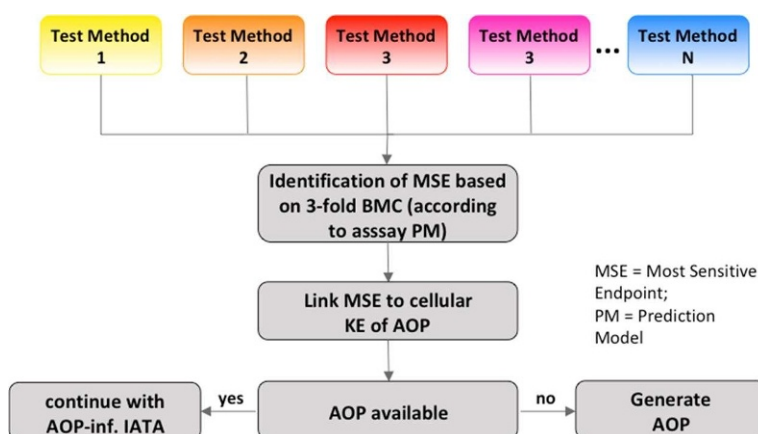 Test Method
1
Test Method
2
Test Method
3
Test Method
3
...
Test Method
N
Identification of MSE based
on 3-fold BMC (according
to asssay PM)
Link MSE to cellular
KE of AOP
MSE = Most Sensitive
Endpoint;
PM = Prediction
Model
continue with
AOP-inf. IATA
yes
AOP available
no
Generate
AOP